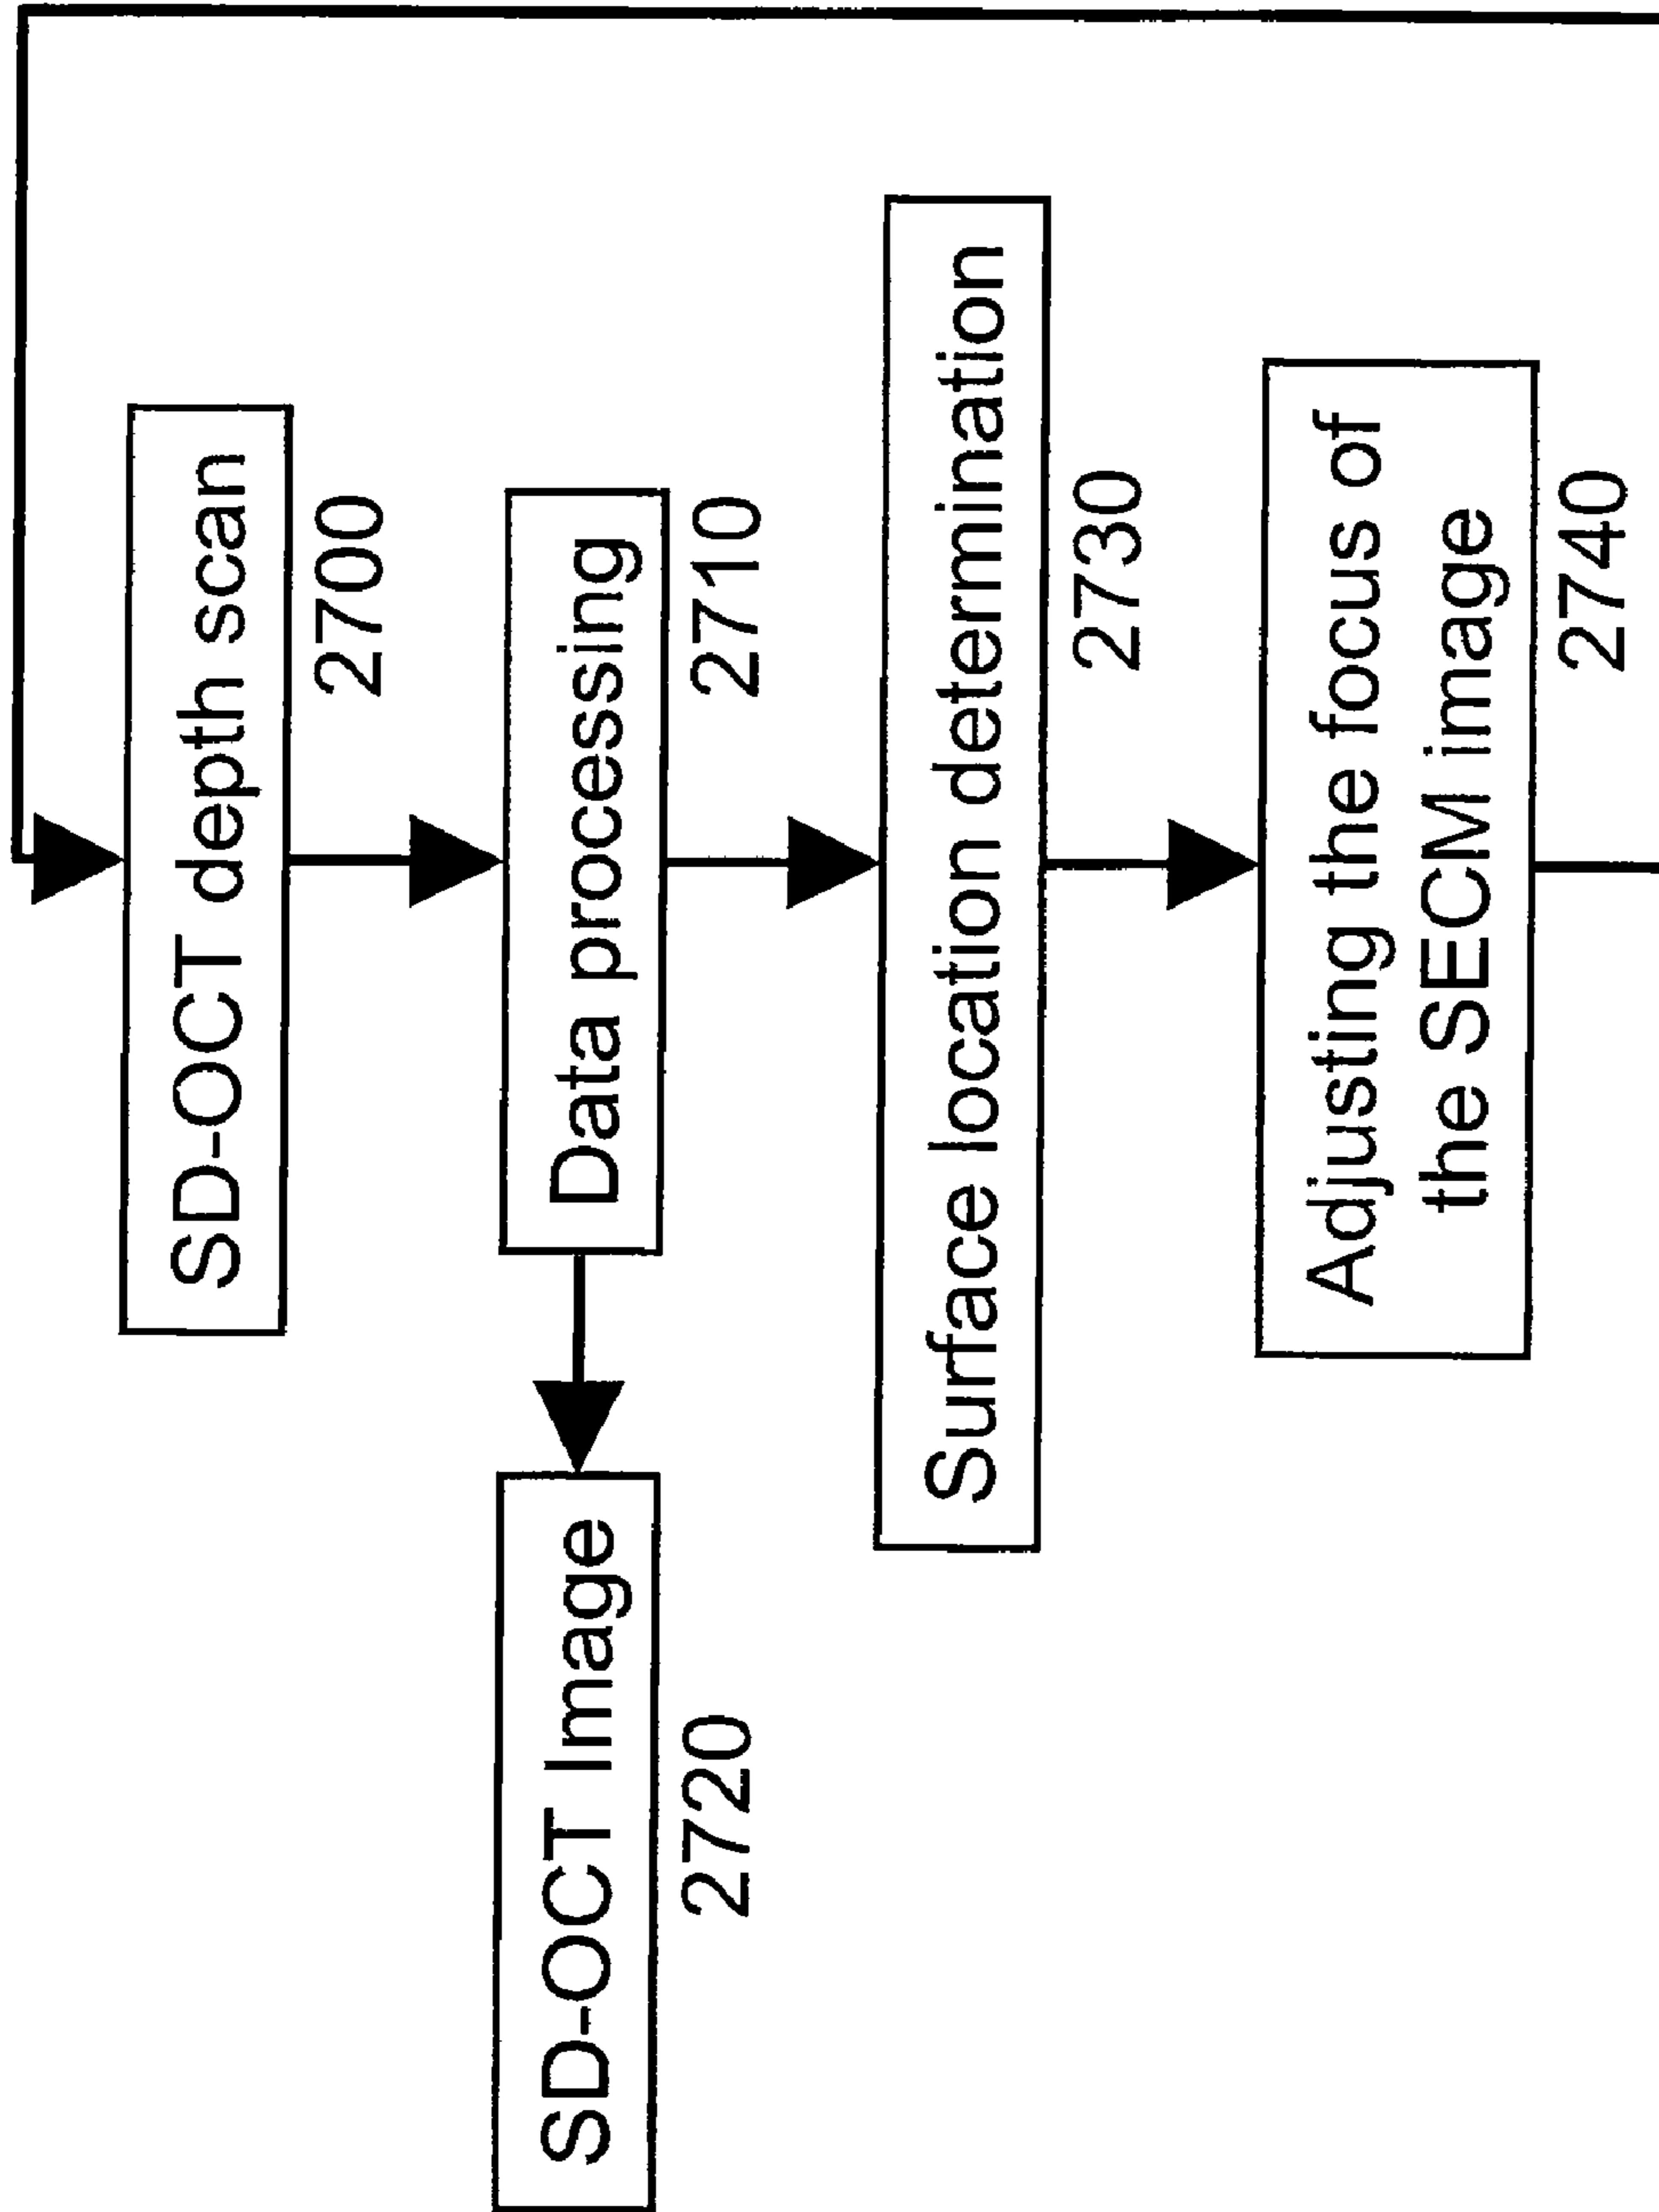 SD-OCT depth scan
2700
Data processing
2710
SD-OCT Image
2720
Surface location determination
2730
Adjusting the focus of
the SECM image
2740